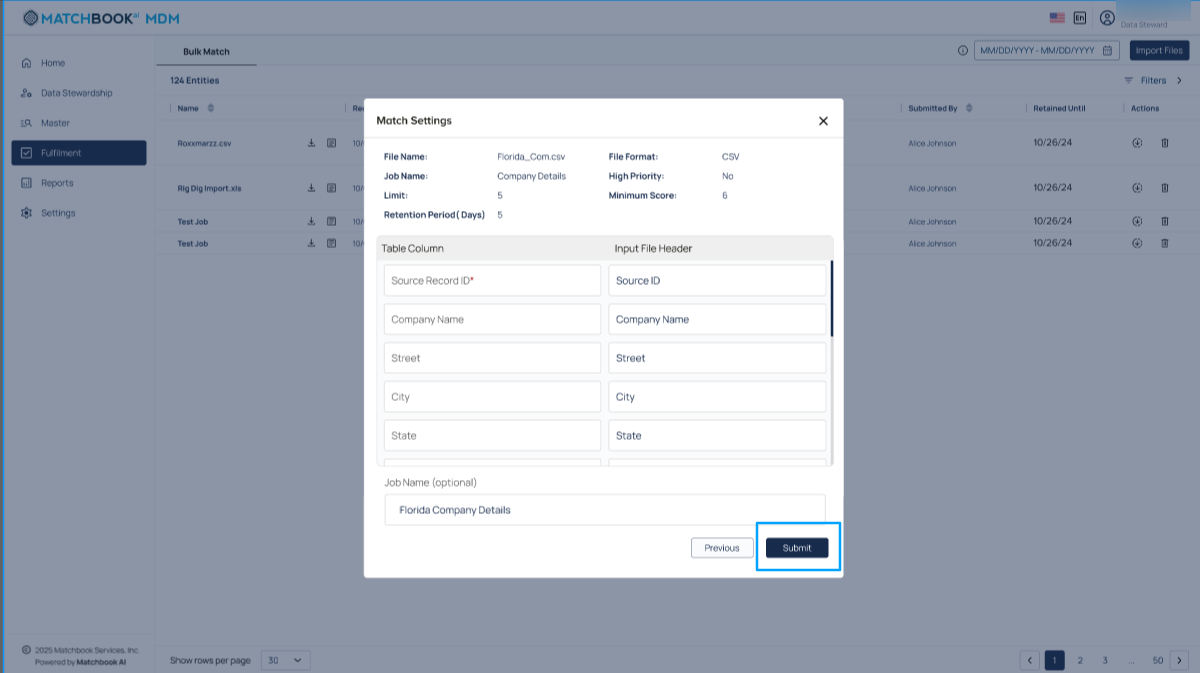 MATCHBOOK AI MDM
En
Data Steward
Home
Data Stewardship
Master
Fulfilment
Reports
Settings
Bulk Match
MM/DD/YYYY - MM/DD/YYYY
Import Files
124 Entities
Filters
Name
Submitted By
Retained Until
Actions
Roxxmerzz.csv
Alice Johnson
10/26/24
Rig Dig Import.xls
Alice Johnson
10/26/24
Test Job
Alice Johnson
10/26/24
Test Job
Alice Johnson
10/26/24
Match Settings
File Name: Florida_Com.csv File Format: CSV
Job Name: Company Details High Priority: No
Limit: 5 Minimum Score: 6
Retention Period( Days) 5
Table Column Input File Header
Source Record ID* Source ID
Company Name Company Name
Street Street
City City
State State
Job Name (optional)
Florida Company Details
Previous Submit
© 2025 Matchbook Services, Inc
Powered by Matchbook AI
Show rows per page 30
1 2 3 ... 50